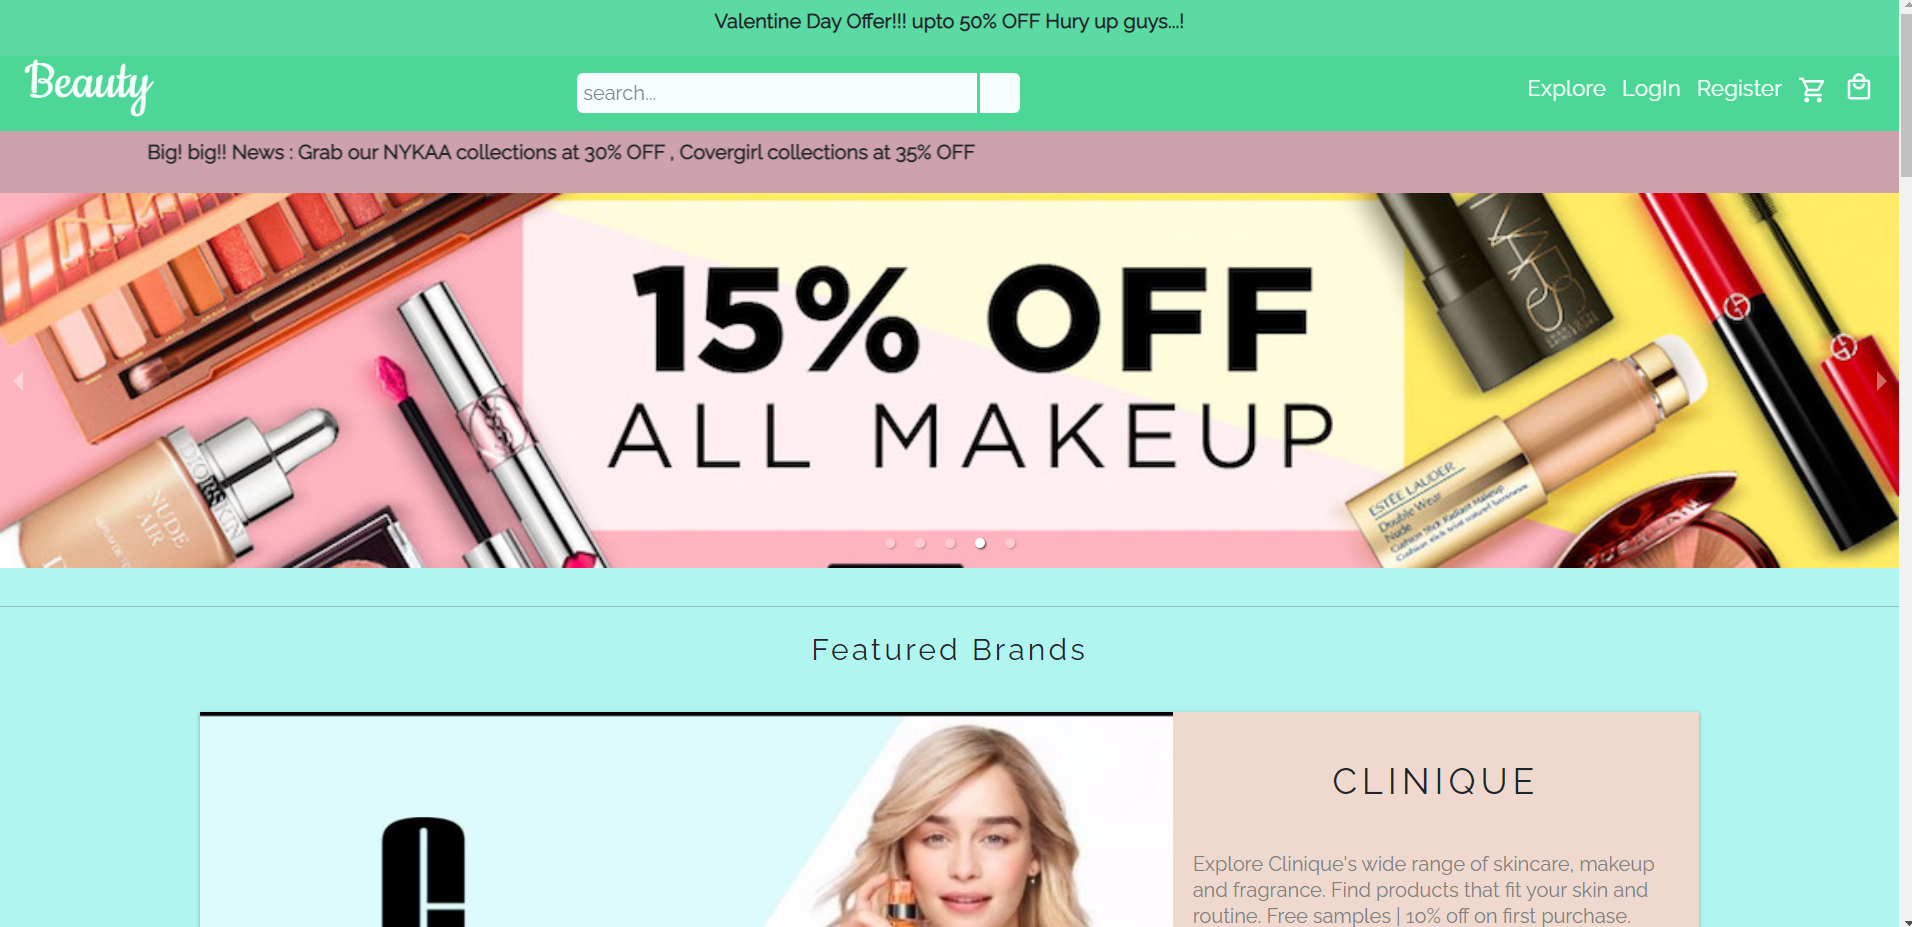 Valentine Day Offer!!! upto 50% OFF Hury up guys...!
Beauty
search...
Explore LogIn Register
Big! big!! News : Grab our NYKAA collections at 30% OFF , Covergirl collections at 35% OFF
15% OFF
ALL MAKEUP
NARS
DIORSKIN
NUDE
AIR
YSL
ESTĒE LAUDER
Double Wear
Nude
Cushion Stick Radiant Makeup
Featured Brands
CLINIQUE
Explore Clinique's wide range of skincare, makeup
and fragrance. Find products that fit your skin and
routine. Free samples | 10% off on first purchase.